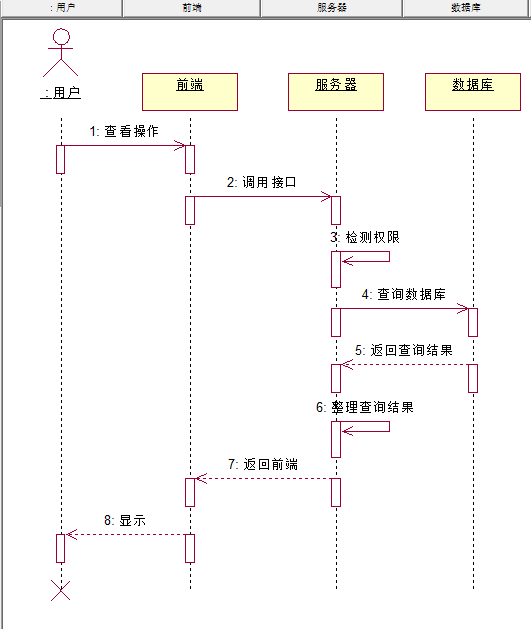 : 用户
前端
服务器
数据库
: 用户
前端
服务器
数据库
1: 查看操作
2: 调用接口
3: 检测权限
4: 查询数据库
5: 返回查询结果
6: 整理查询结果
7: 返回前端
8: 显示